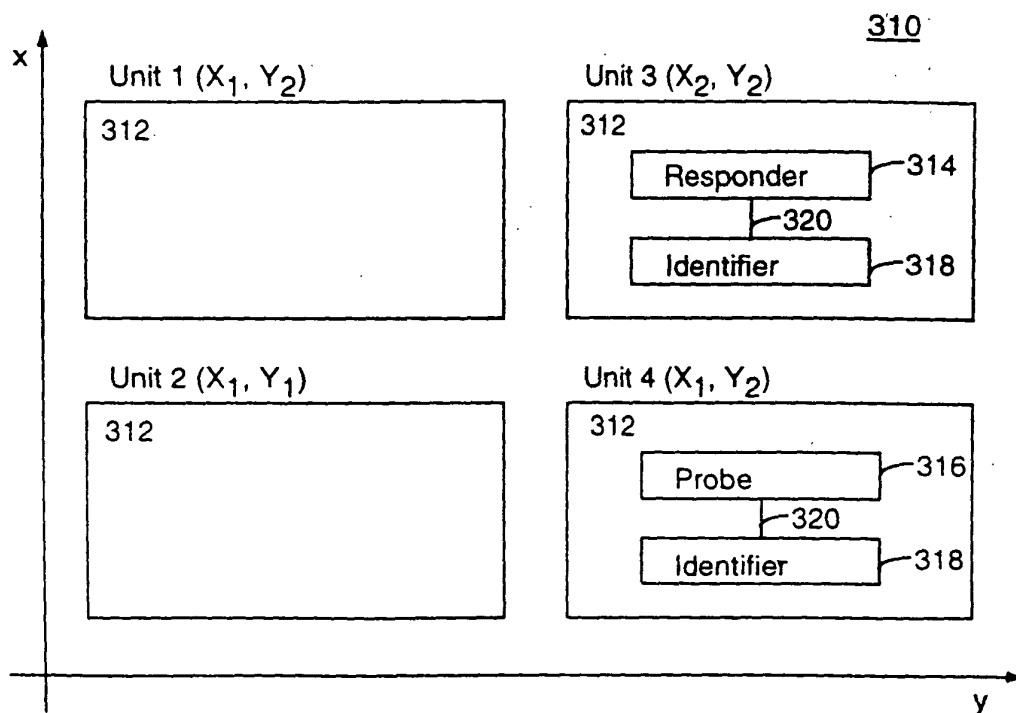 310
x
Unit 1 (X1, Y2)
312
Unit 3 (X2, Y2)
312
Responder
314
320
Identifier
318
Unit 2 (X1, Y1)
312
Unit 4 (X1, Y2)
312
Probe
316
320
Identifier
318
y